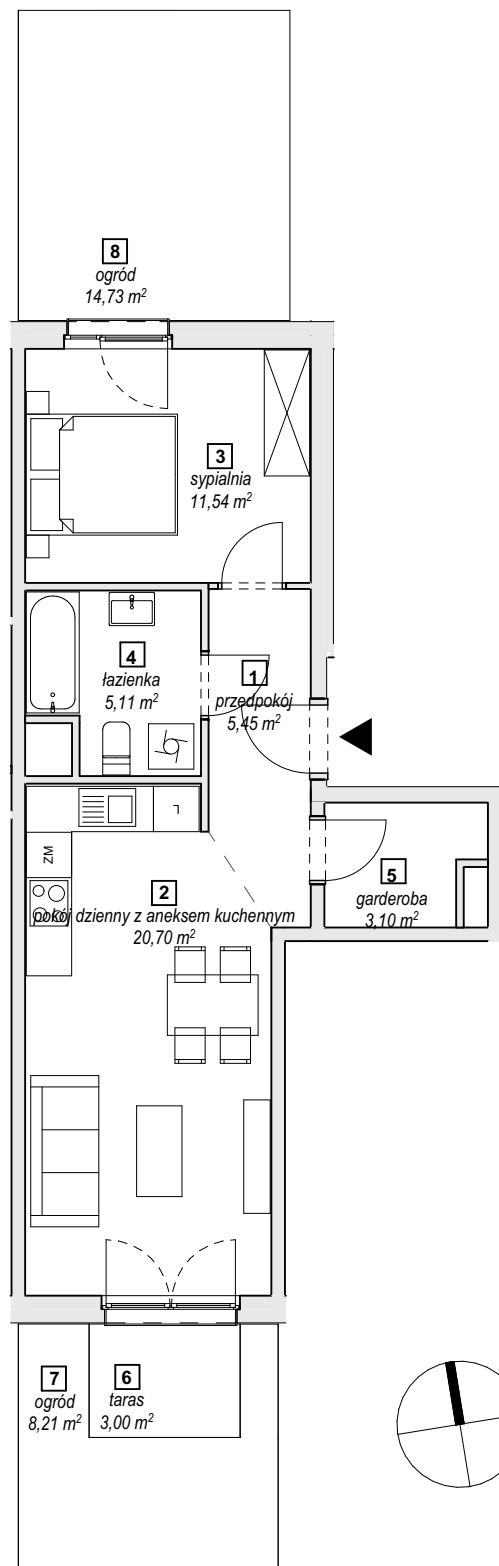 8
ogród
14,73 m²
3
sypialnia
11,54 m²
4
łazienka
5,11 m²
1
przedpokój
5,45 m²
ZM
2
pokój dzienny z aneksem kuchennym
20,70 m²
5
garderoba
3,10 m²
7
ogród
8,21 m²
6
taras
3,00 m²